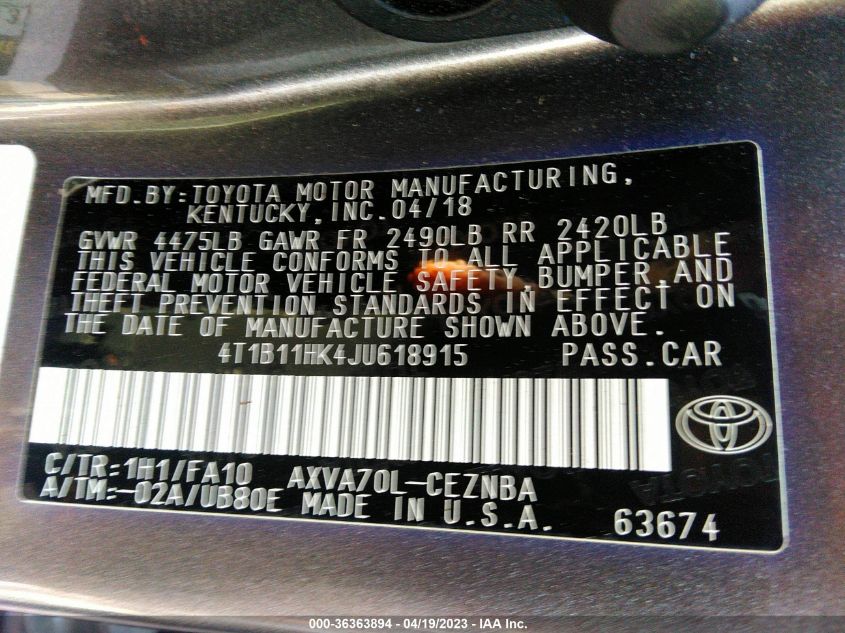 MFD.BY:TOYOTA MOTOR MANUFACTURING,
KENTUCKY,INC.04/18
GVWR 4475LB GAWR FR 2490LB RR 2420LB
THIS VEHICLE CONFORMS TO ALL APPLICABLE
FEDERAL MOTOR VEHICLE SAFETY,BUMPER,AND
THEFT PREVENTION STANDARDS IN EFFECT ON
THE DATE OF MANUFACTURE SHOWN ABOVE.
4T1B11HK4JU618915 PASS.CAR
C/TR:1H1/FA10 AXVA70L-CEZNBA
A/TM:-02A/UB80E MADE IN U.S.A.
63674
000-36363894 - 04/19/2023 - IAA Inc.